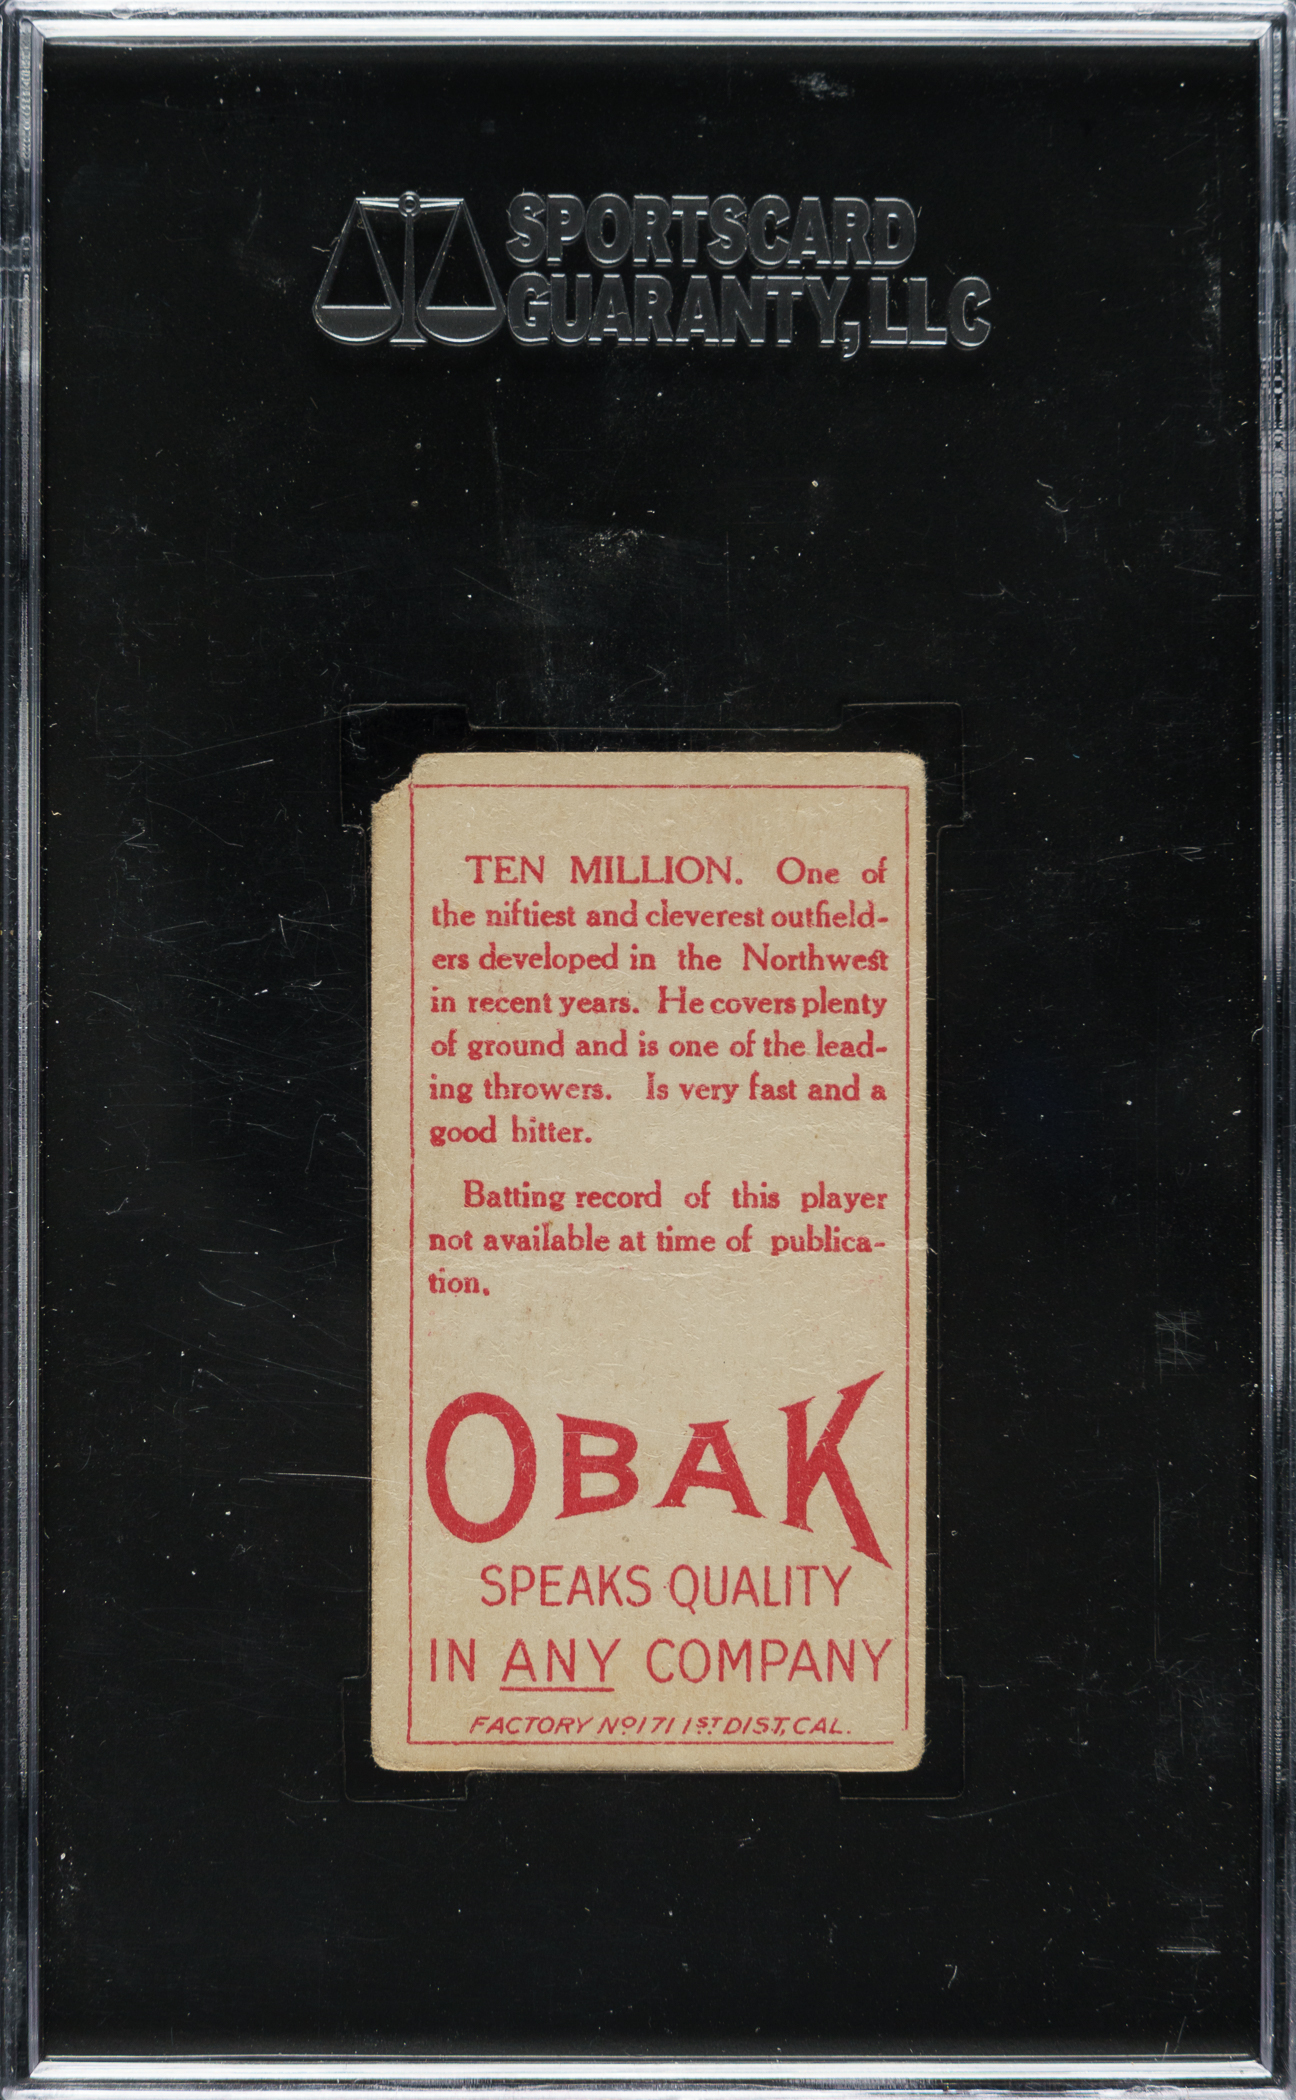 SPORTSCARD
GUARANTY, LLC
TEN MILLION. One of
the niftiest and cleverest outfield-
ers developed in the Northwest
in recent years. He covers plenty
of ground and is one of the lead-
ing throwers. Is very fast and a
good hitter.
Batting record of this player
not available at time of publica-
tion.
OBAK
SPEAKS QUALITY
IN ANY COMPANY
FACTORY Nº 171 1ST DIST, CAL.